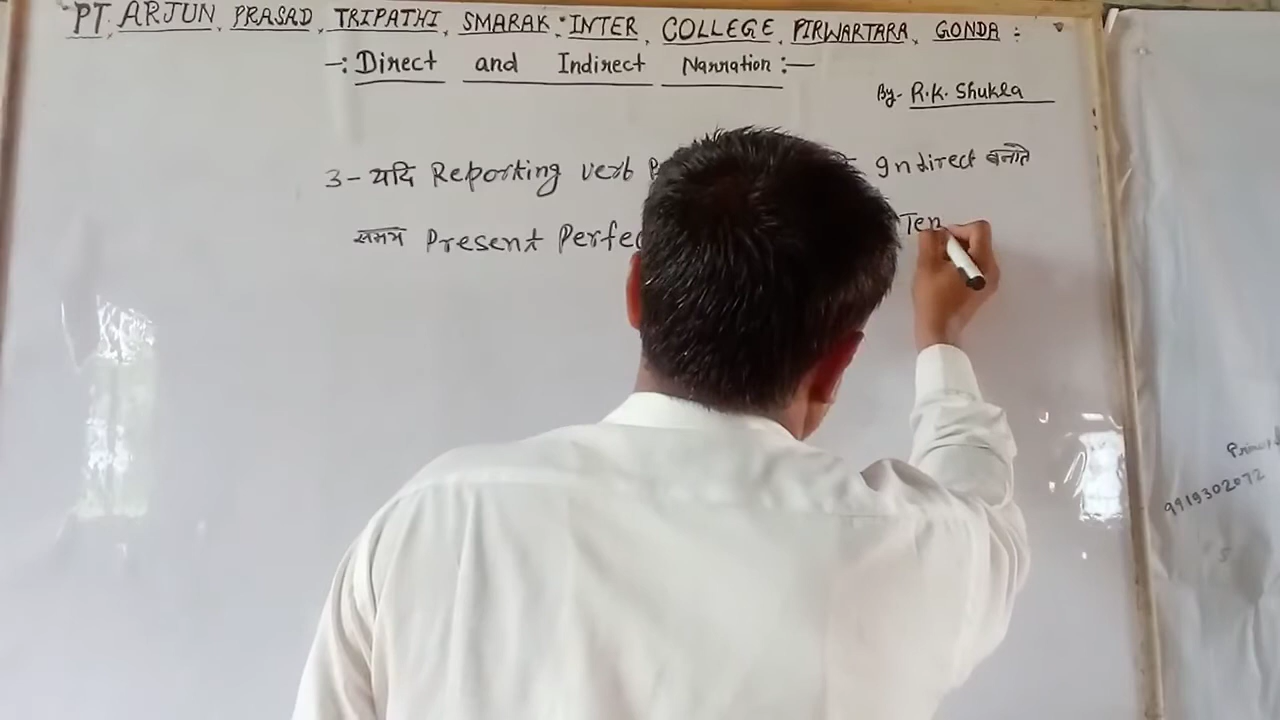 PT. ARJUN PRASAD TRIPATHI SMARAK INTER COLLEGE PIRWARTARA, GONDA :
-: Direct and Indirect Narration :-
By- R.K. Shukla
3- यदि Reporting verb Indirect बनाते
समय Present Perfec Ten
9919302072